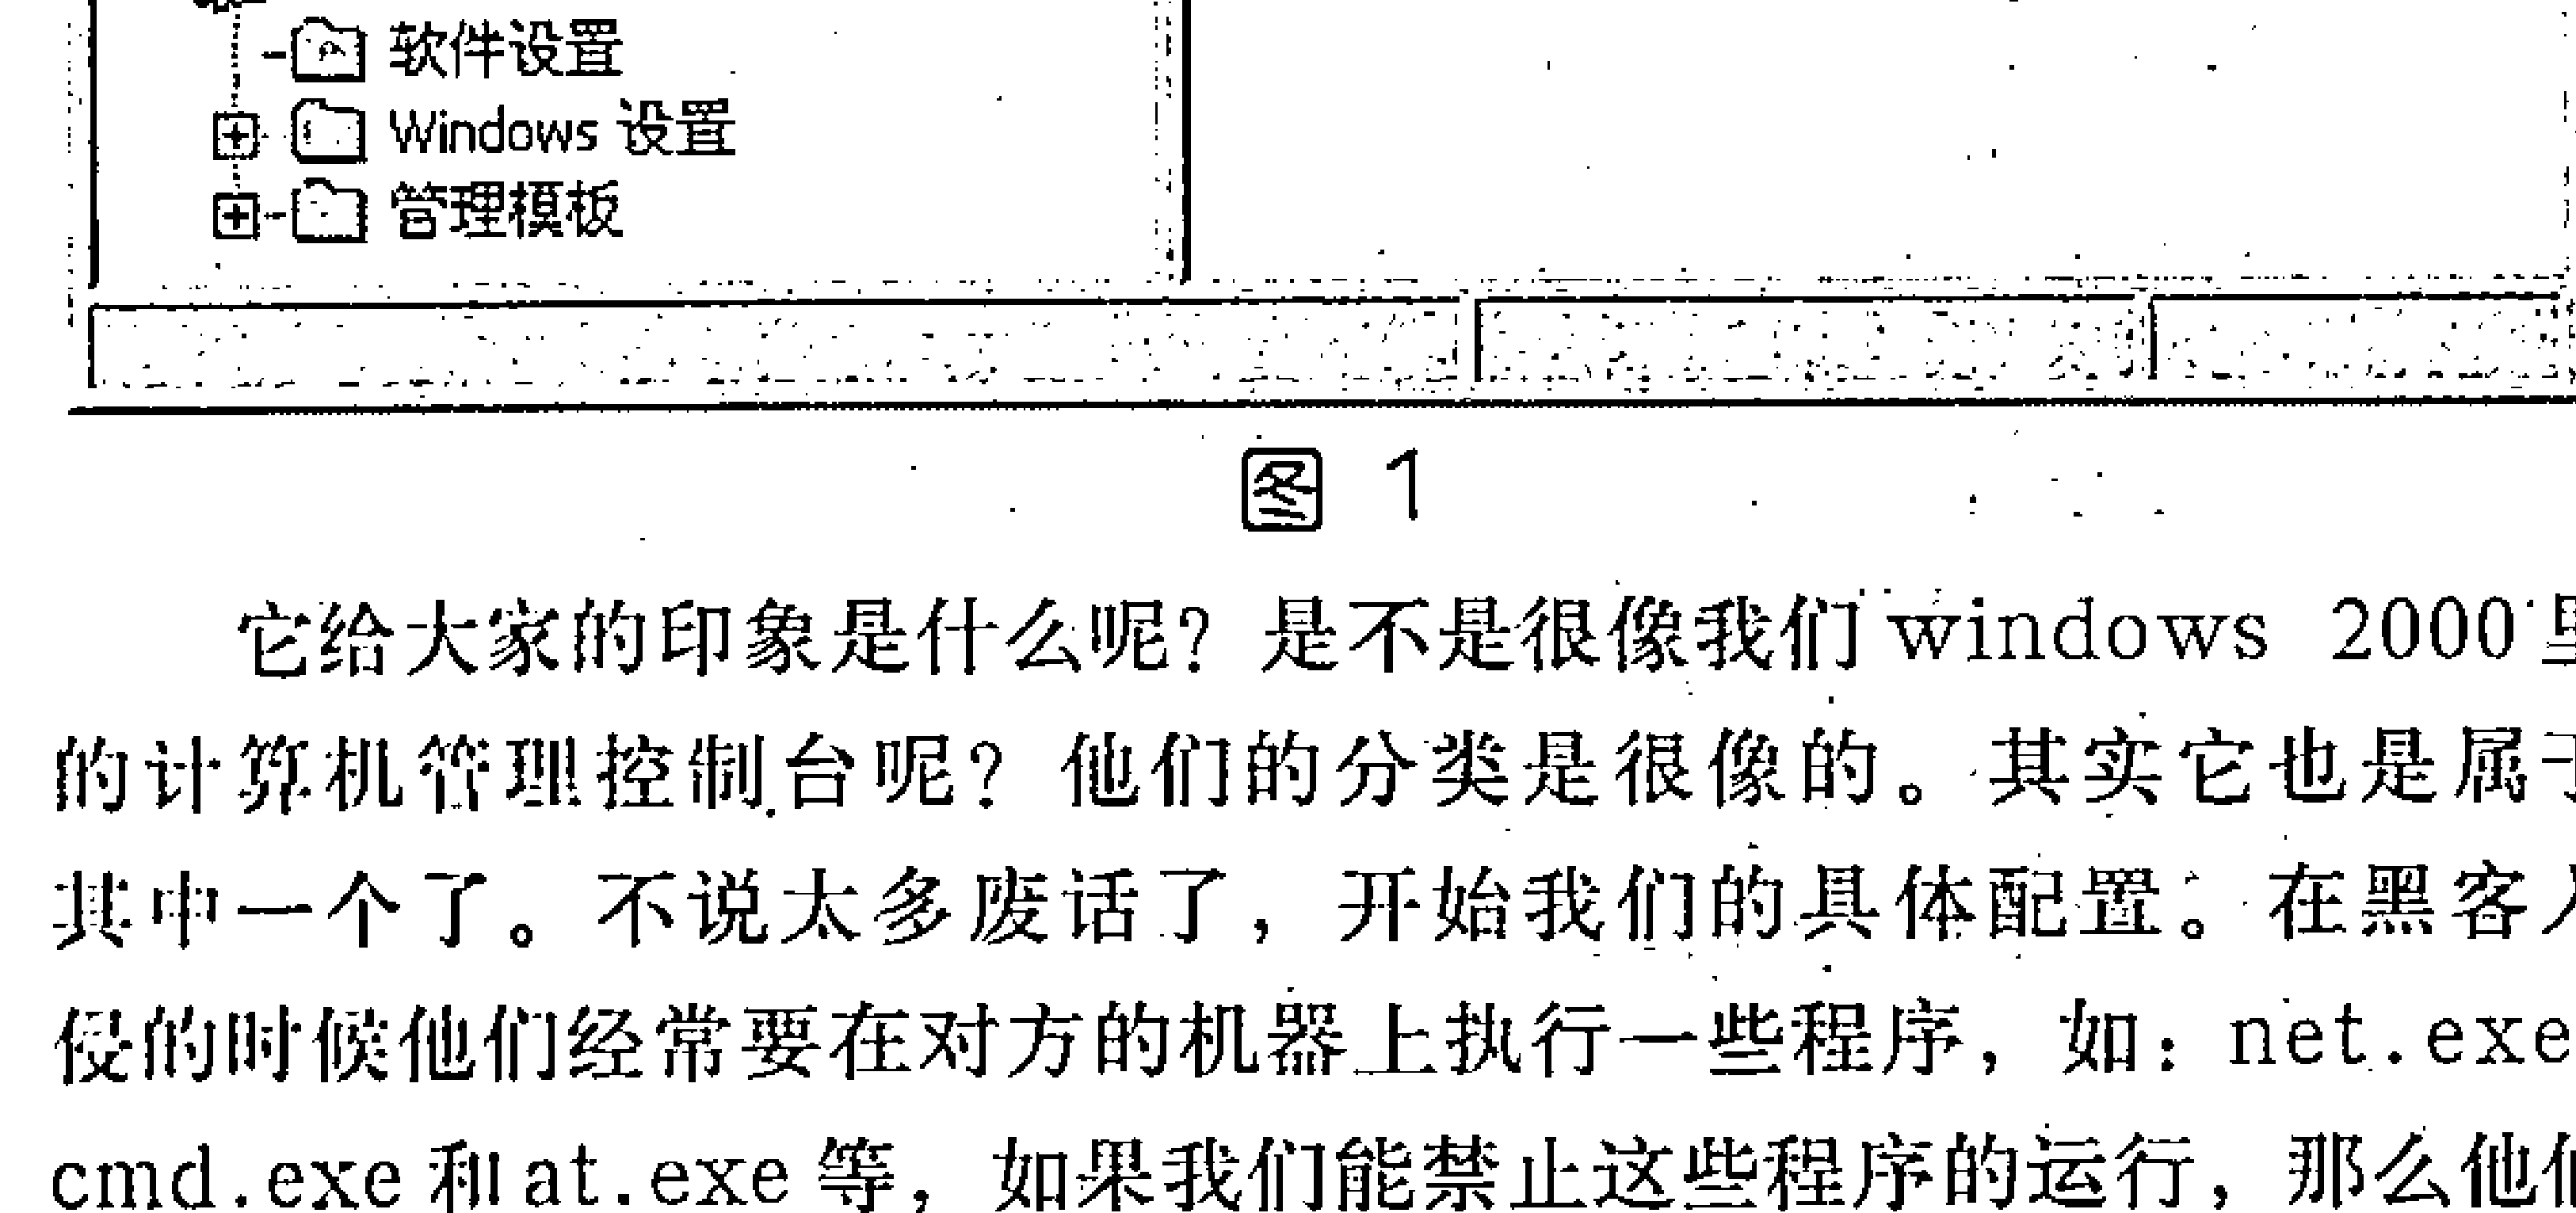 软件设置
Windows 设置
管理模板
图 1
它给大家的印象是什么呢？是不是很像我们 windows 2000 里
的计算机管理控制台呢？他们的分类是很像的。其实它也是属于
其中一个了。不说太多废话了，开始我们的具体配置。在黑客入
侵的时候他们经常要在对方的机器上执行一些程序，如：net.exe
cmd.exe 和 at.exe 等，如果我们能禁止这些程序的运行，那么他们